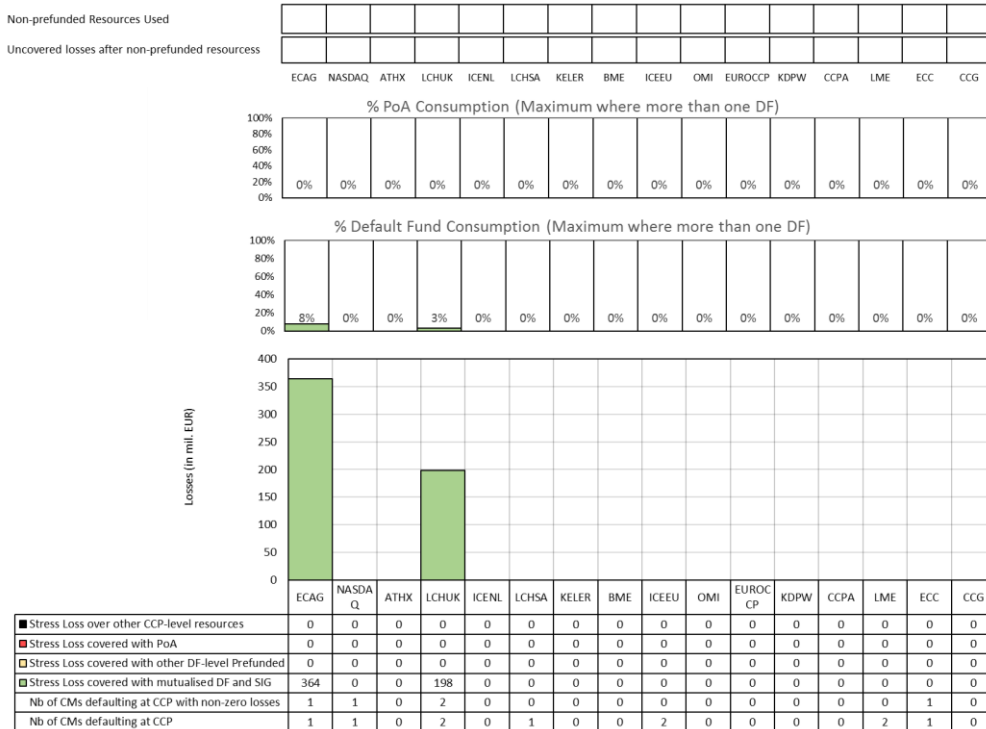 Non-prefunded Resources Used
Uncovered losses after non-prefunded resourcess
ECAG NASDAQ ATHX LCHUK ICENL LCHSA KELER BME ICEEU OMI EUROCCP KDPW CCPA LME ECC CCG
% PoA Consumption (Maximum where more than one DF)
100%
80%
60%
40%
20%
0%
0% 0% 0% 0% 0% 0% 0% 0% 0% 0% 0% 0% 0% 0% 0% 0%
% Default Fund Consumption (Maximum where more than one DF)
100%
80%
60%
40%
20%
0%
8% 0% 0% 3% 0% 0% 0% 0% 0% 0% 0% 0% 0% 0% 0% 0%
Losses (in mil. EUR)
400
350
300
250
200
150
100
50
0
ECAG NASDA Q ATHX LCHUK ICENL LCHSA KELER BME ICEEU OMI EUROC CP KDPW CCPA LME ECC CCG
Stress Loss over other CCP-level resources 0 0 0 0 0 0 0 0 0 0 0 0 0 0 0 0
Stress Loss covered with PoA 0 0 0 0 0 0 0 0 0 0 0 0 0 0 0 0
Stress Loss covered with other DF-level Prefunded 0 0 0 0 0 0 0 0 0 0 0 0 0 0 0 0
Stress Loss covered with mutualised DF and SIG 364 0 0 198 0 0 0 0 0 0 0 0 0 0 0 0
Nb of CMs defaulting at CCP with non-zero losses 1 1 0 2 0 0 0 0 0 0 0 0 0 0 1 0
Nb of CMs defaulting at CCP 1 1 0 2 0 1 0 0 2 0 0 0 0 2 1 0